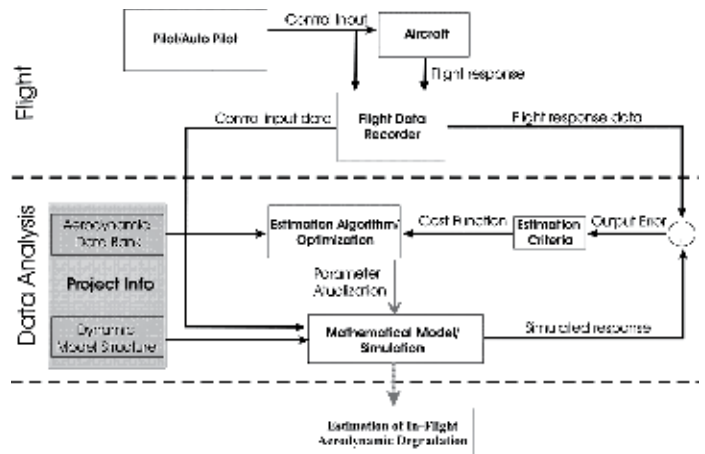 Control Input
Pilot/Auto Pilot
Aircraft
Flight response
Flight
Control input data
Flight Data
Recorder
Flight response data
Data Analysis
Aerodynamic
Data Bank
Estimation Algorithm/
Optimization
Cost Function
Estimation
Criteria
Output Error
Project Info
Parameter
Atualization
Dynamic
Model Structure
Mathematical Model/
Simulation
Simulated response
Estimation of In-Flight
Aerodynamic Degradation